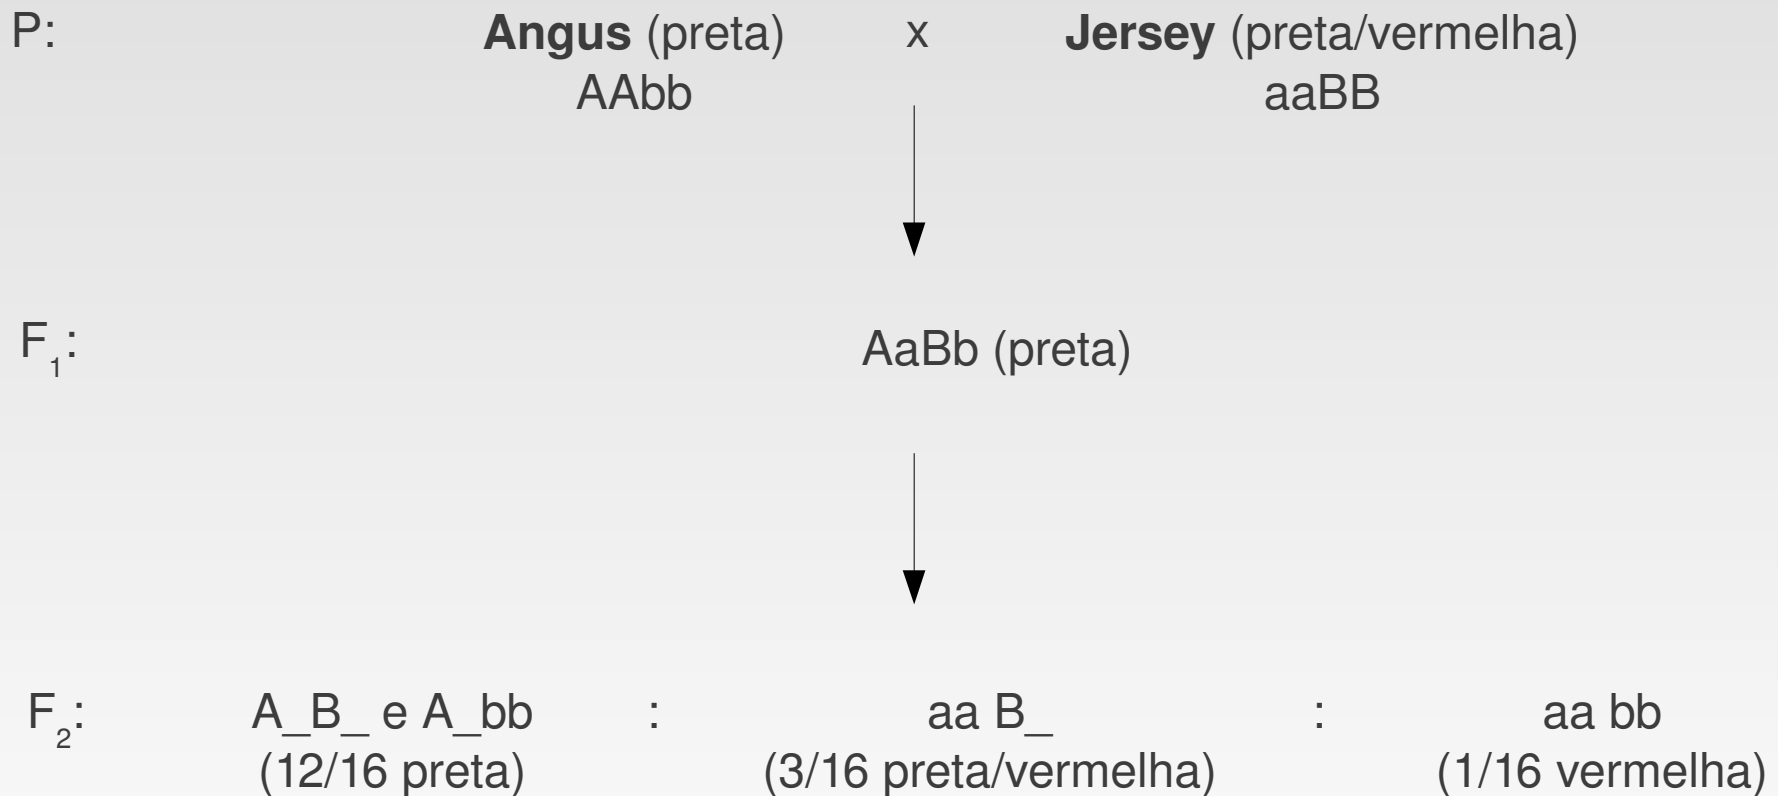 P: Angus (preta) x Jersey (preta/vermelha)
AAbb aaBB
F1: AaBb (preta)
F2: A_B_ e A_bb : aa B_ : aa bb
(12/16 preta) (3/16 preta/vermelha) (1/16 vermelha)